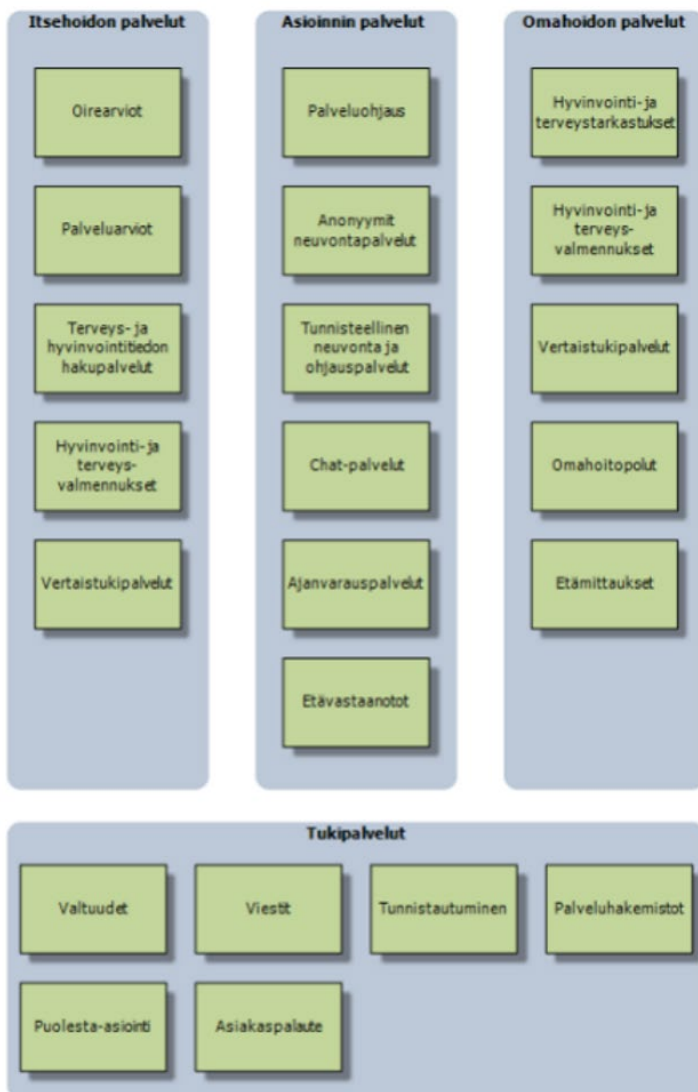 Itsehoidon palvelut
Oirearviot
Palveluarviot
Terveys- ja
hyvinvointitiedon
hakupalvelut
Hyvinvointi-ja
terveys-
valmennukset
Vertaistukipalvelut
Asioinnin palvelut
Palveluohjaus
Anonyymit
neuvontapalvelut
Tunnisteellinen
neuvonta ja
ohjauspalvelut
Chat-palvelut
Ajanvarauspalvelut
Etävastaanotot
Omahoidon palvelut
Hyvinvointi-ja
terveystarkastukset
Hyvinvointi-ja
terveys-
valmennukset
Vertaistukipalvelut
Omahoitopolut
Etämittaukset
Tukipalvelut
Valtuudet
Viestit
Tunnistautuminen
Palveluhakemistot
Puolesta-asiointi
Asiakaspalaute